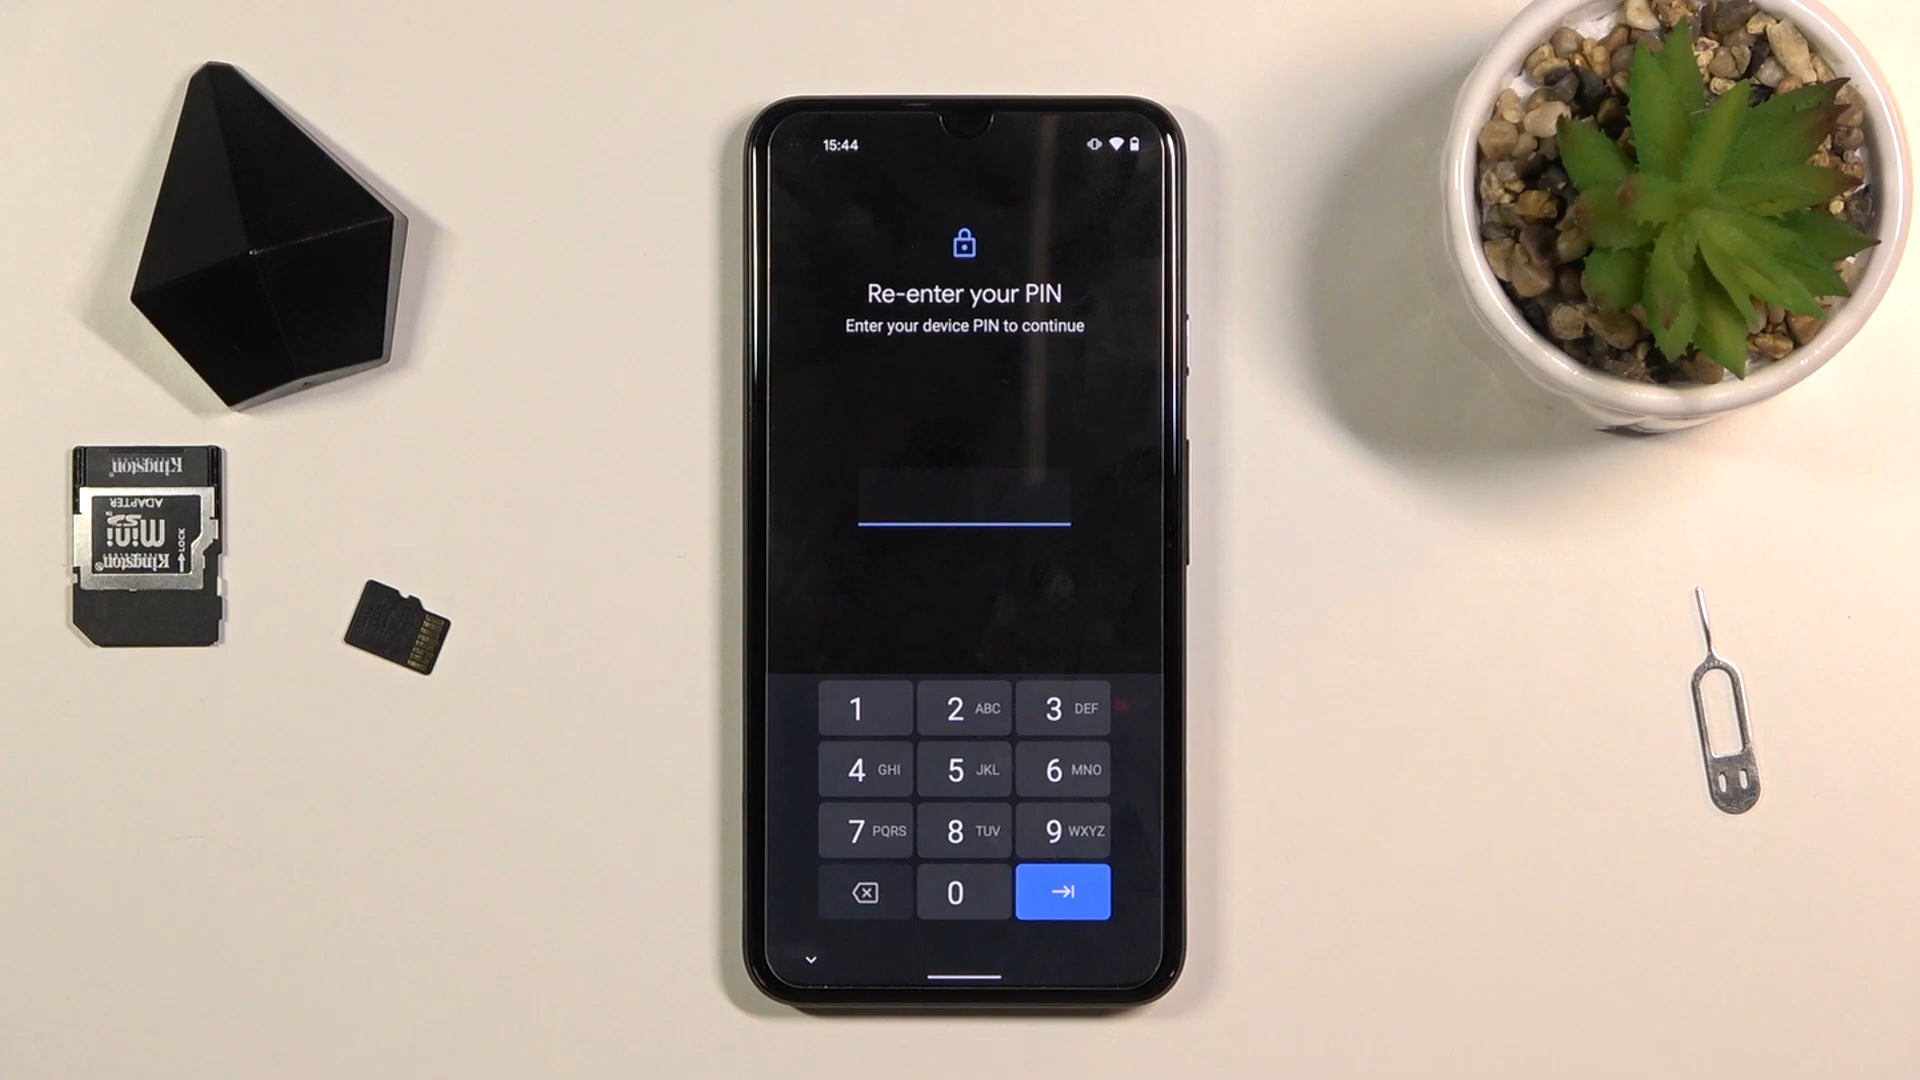 15:44
Re-enter your PIN
Enter your device PIN to continue
1
2 ABC
3 DEF
4 GHI
5 JKL
6 MNO
7 PQRS
8 TUV
9 WXYZ
0
Kingston
ADAPTER
mini SD
LOCK
Kingston